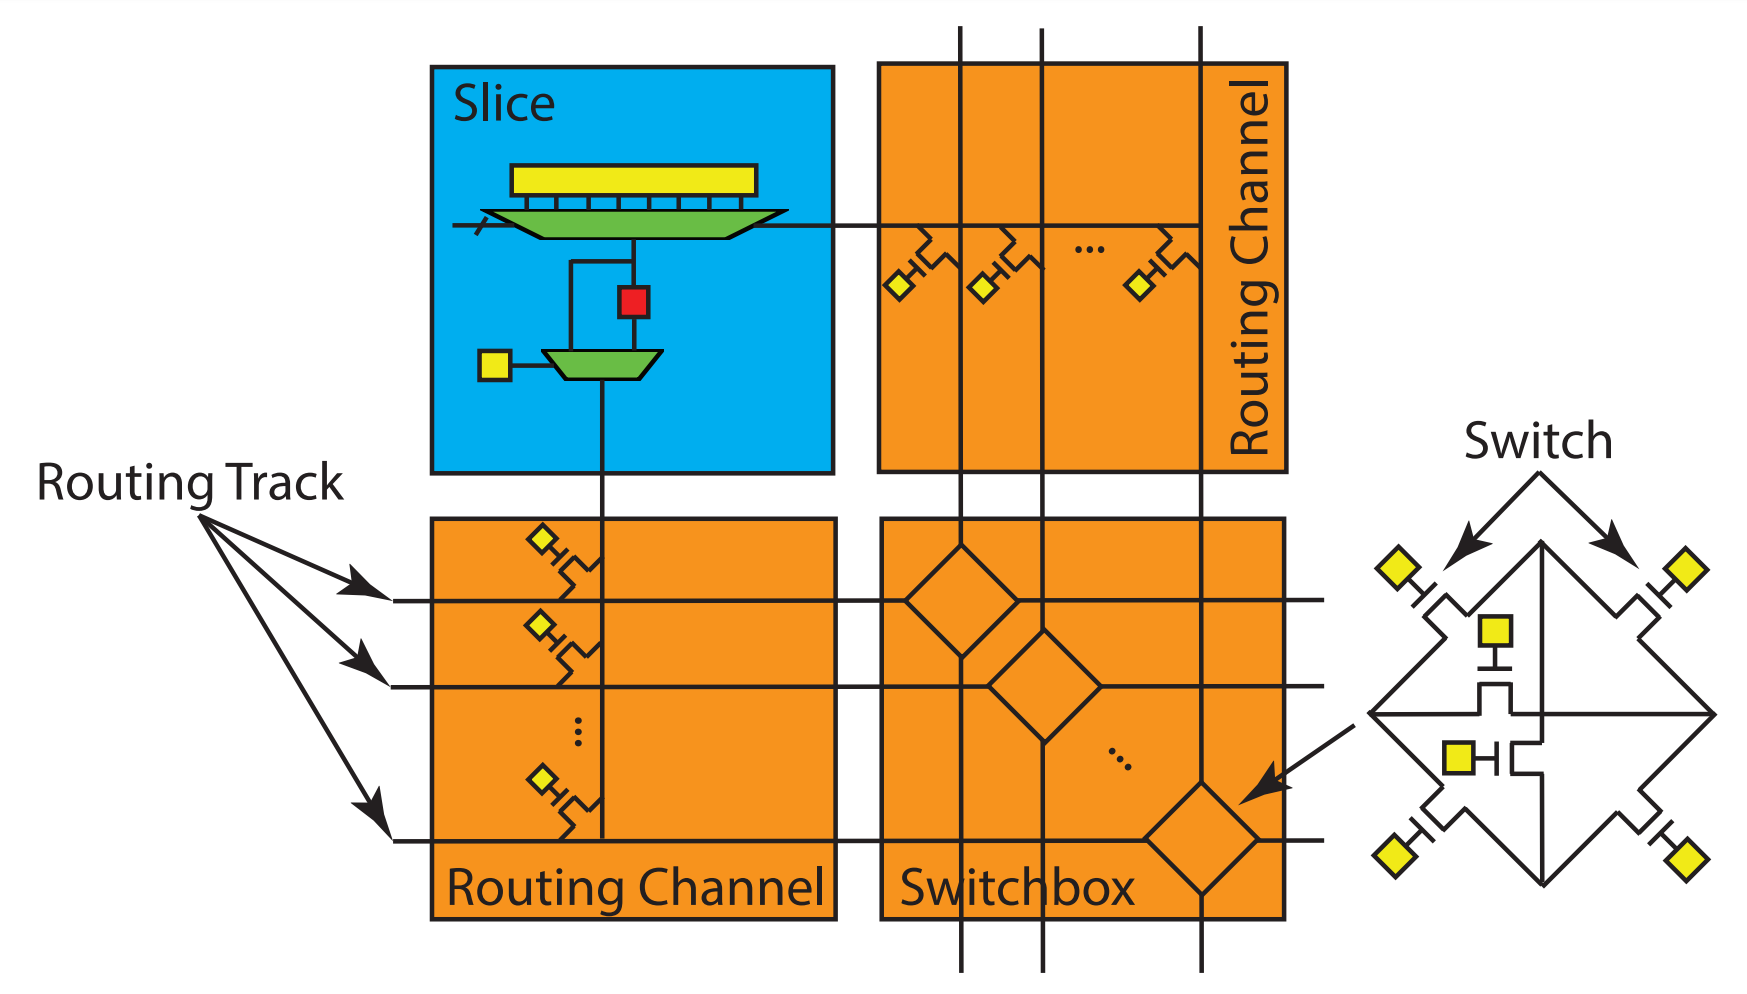 Slice
Routing Channel
Switch
Routing Track
Routing Channel
Switchbox